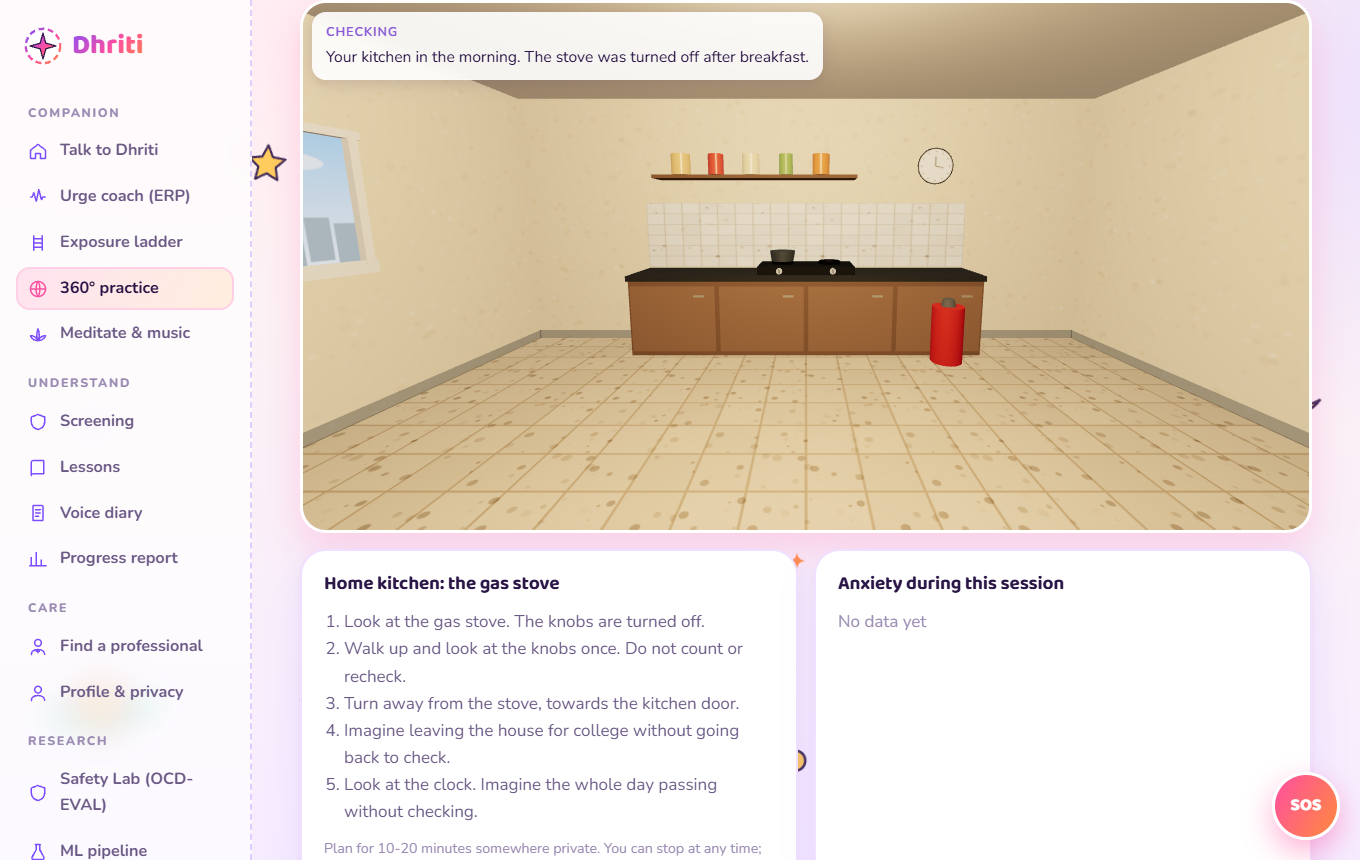 Dhriti
COMPANION
Talk to Dhriti
Urge coach (ERP)
Exposure ladder
360° practice
Meditate & music
UNDERSTAND
Screening
Lessons
Voice diary
Progress report
CARE
Find a professional
Profile & privacy
RESEARCH
Safety Lab (OCD-
EVAL)
ML pipeline
CHECKING
Your kitchen in the morning. The stove was turned off after breakfast.
Home kitchen: the gas stove
1. Look at the gas stove. The knobs are turned off.
2. Walk up and look at the knobs once. Do not count or
recheck.
3. Turn away from the stove, towards the kitchen door.
4. Imagine leaving the house for college without going
back to check.
5. Look at the clock. Imagine the whole day passing
without checking.
Plan for 10-20 minutes somewhere private. You can stop at any time;
Anxiety during this session
No data yet
SOS